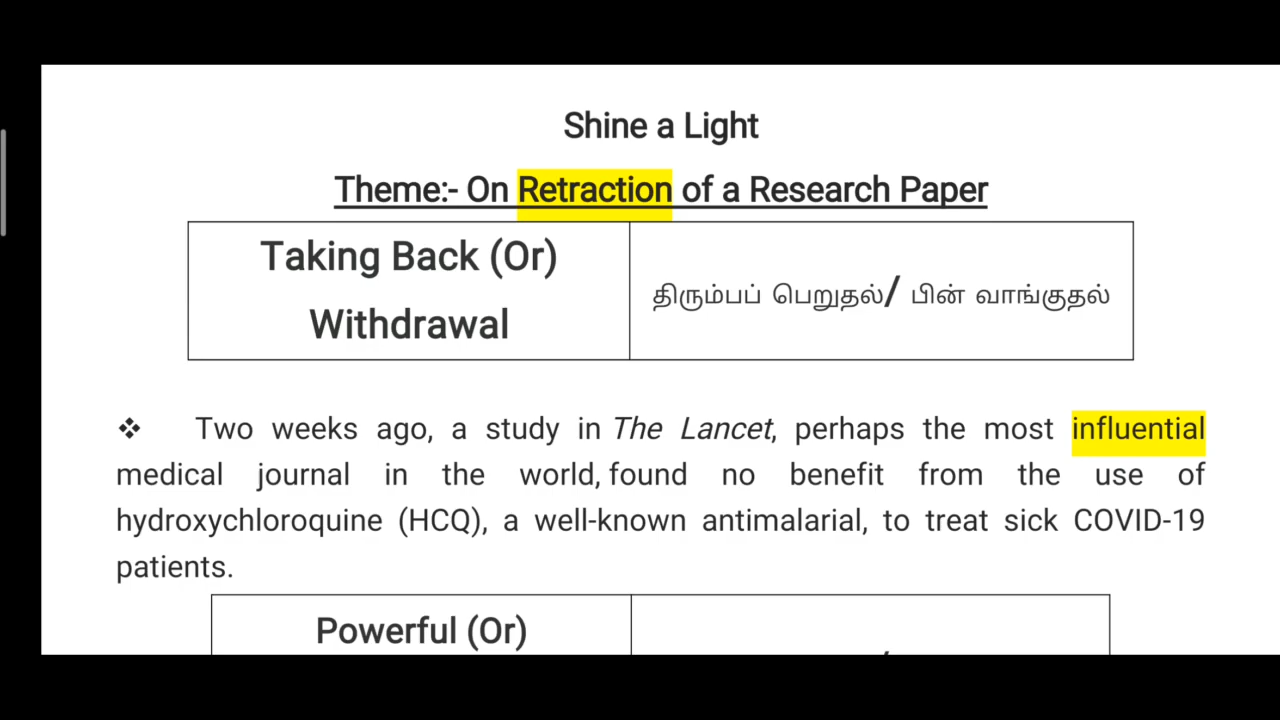 Shine a Light
Theme:- On Retraction of a Research Paper
Taking Back (Or)
Withdrawal
திரும்பப் பெறுதல்/ பின் வாங்குதல்
❖ Two weeks ago, a study in The Lancet, perhaps the most influential
medical journal in the world, found no benefit from the use of
hydroxychloroquine (HCQ), a well-known antimalarial, to treat sick COVID-19
patients.
Powerful (Or)